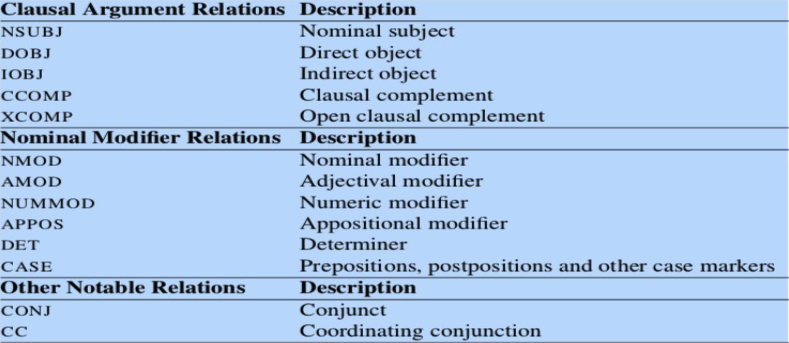 Clausal Argument Relations Description
NSUBJ Nominal subject
DOBJ Direct object
IOBJ Indirect object
CCOMP Clausal complement
XCOMP Open clausal complement
Nominal Modifier Relations Description
NMOD Nominal modifier
AMOD Adjectival modifier
NUMMOD Numeric modifier
APPOS Appositional modifier
DET Determiner
CASE Prepositions, postpositions and other case markers
Other Notable Relations Description
CONJ Conjunct
CC Coordinating conjunction